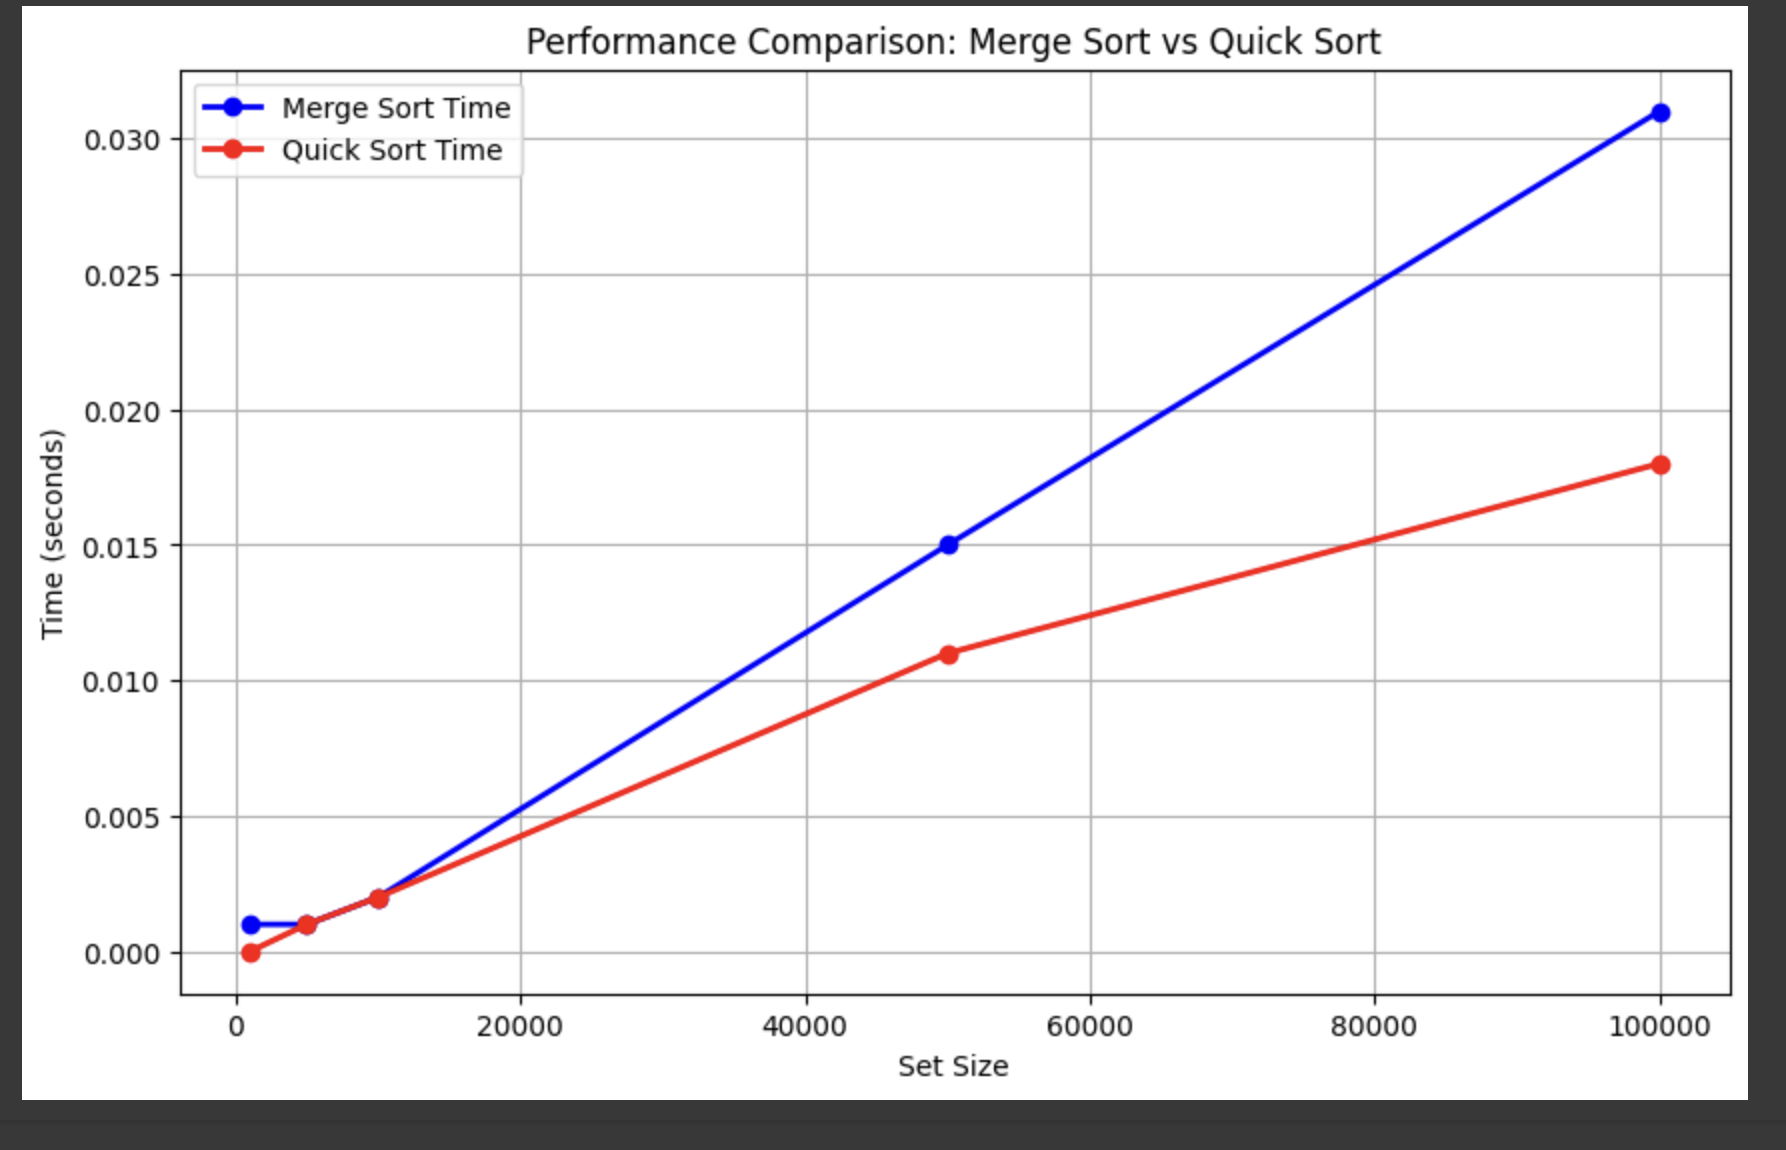 Performance Comparison: Merge Sort vs Quick Sort
Merge Sort Time
Quick Sort Time
0.030
0.025
0.020
0.015
0.010
0.005
0.000
Time (seconds)
0 20000 40000 60000 80000 100000
Set Size